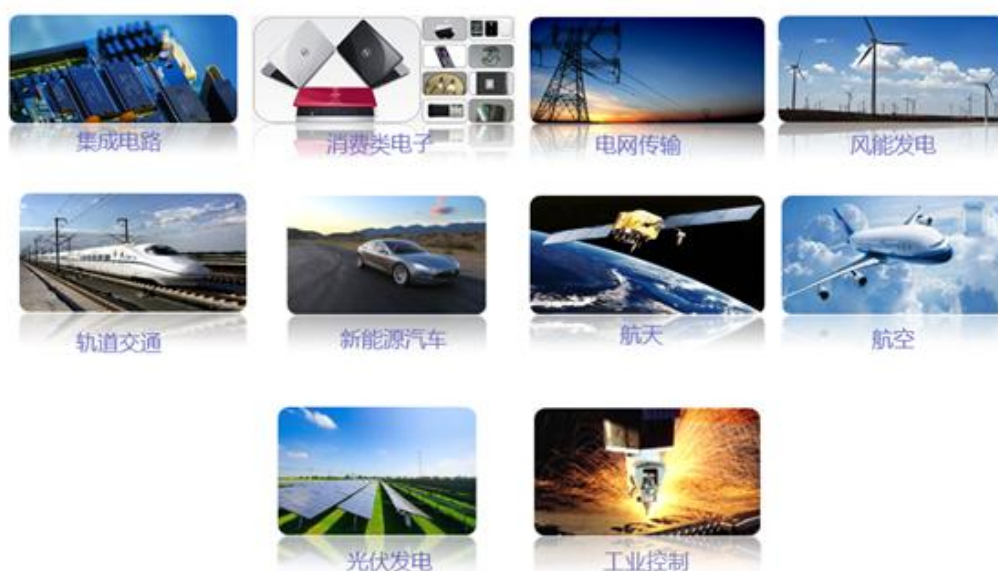 集成电路
消费类电子
电网传输
风能发电
轨道交通
新能源汽车
航天
航空
光伏发电
工业控制